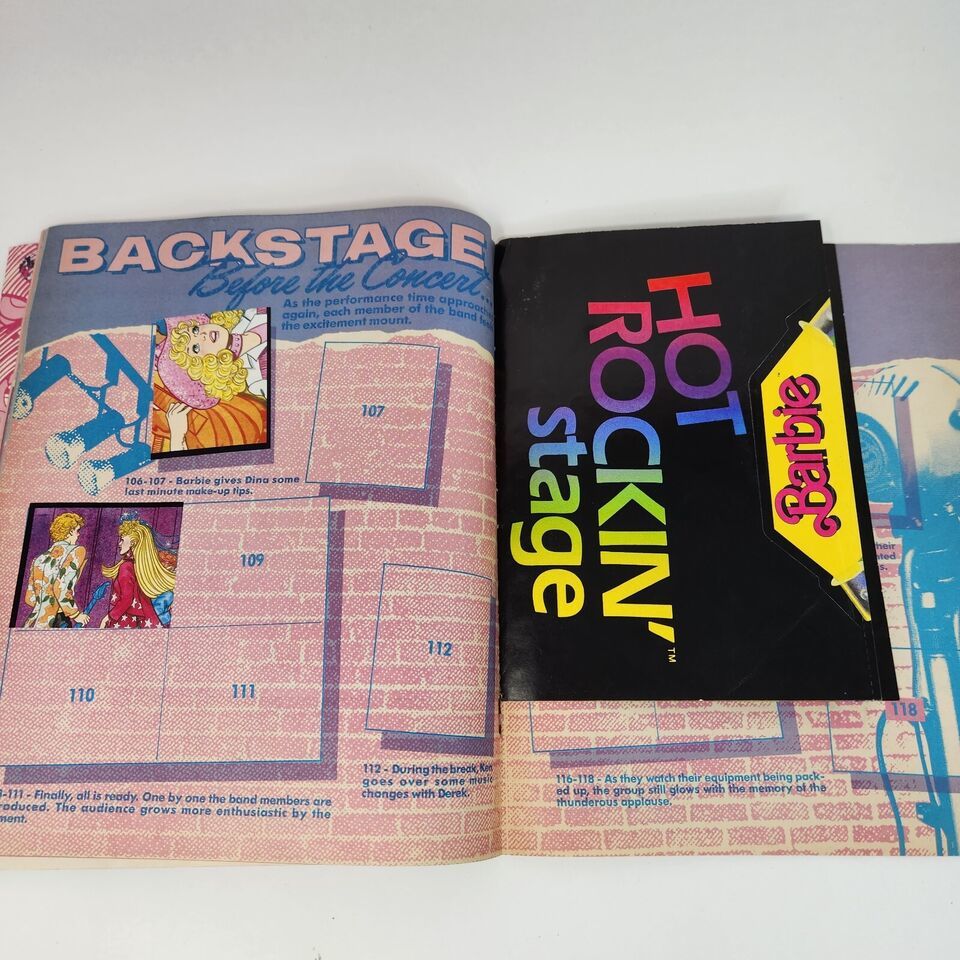 BACKSTAGE
Before the Concert...
As the performance time approaches
again, each member of the band
the excitement mount.
107
106-107 - Barbie gives Dina some
last minute make-up tips.
109
110
111
112
-111 - Finally, all is ready. One by one the band members are
The audience grows more enthusiastic by the
112 - During the break, Ken
goes over some music
changes with Derek.
HOT
ROCKIN'™
stage
Barbie
118
116-118 - As they watch their equipment being pack-
ed up, the group still glows with the memory of the
thunderous applause.